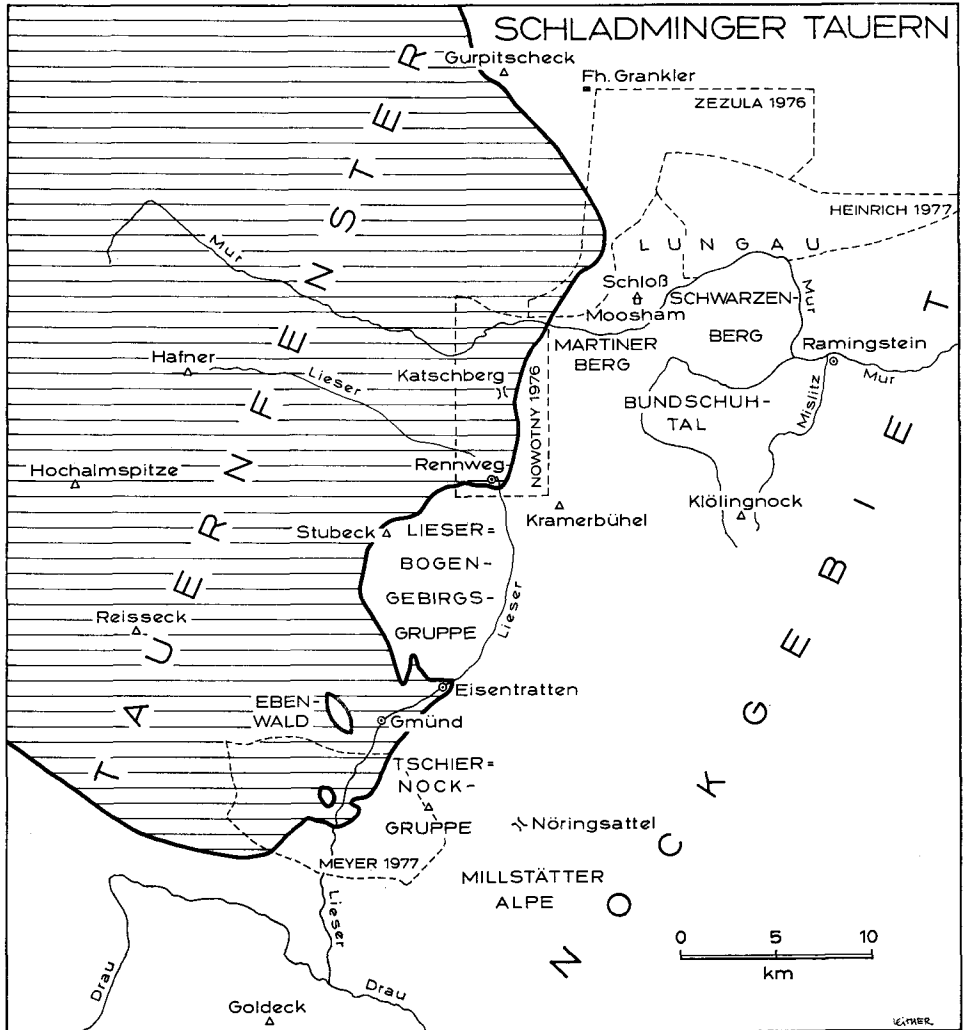 SCHLADMINGER TAUERN
Gurpitscheck
Fh. Grankler
ZEZULA 1976
HEINRICH 1977
LUNGAU
Mur
Schloß
Moosham
SCHWARZEN-
BERG
Mur
MARTINER
BERG
Ramingstein
Mur
Hafner
Lieser
Katschberg
NOWOTNY 1976
BUNDSCHUH-
TAL
Mislitz
Rennweg
Hochalmspitze
Kramerbühel
Klölingnock
Stubeck
LIESER=
BOGEN-
GEBIRGS-
GRUPPE
Lieser
Reisseck
Eisentratten
EBEN-
WALD
Gmünd
TSCHIER=
NOCK-
GRUPPE
Nöringsattel
MEYER 1977
MILLSTÄTTER
ALPE
Lieser
Drau
Drau
Goldeck
TAUERNFENSTER
NOCKGEBIET
0 5 10
km